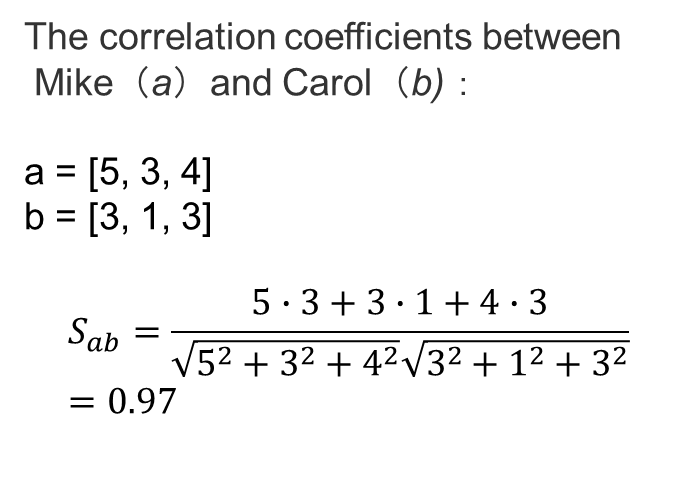 The correlation coefficients between
Mike（a）and Carol（b)：
a = [5, 3, 4]
b = [3, 1, 3]
5 · 3 + 3 · 1 + 4 · 3
S_ab = 
√5² + 3² + 4²√3² + 1² + 3²
= 0.97